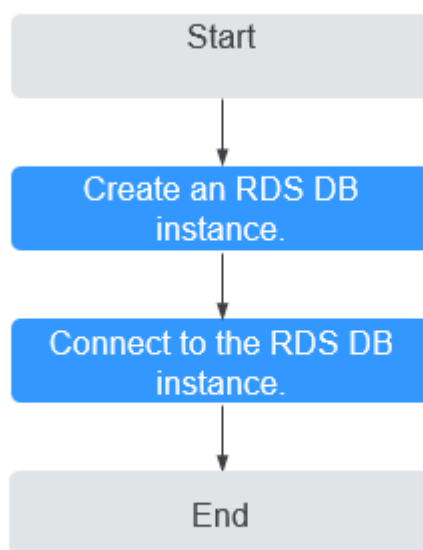 Start
Create an RDS DB
instance.
Connect to the RDS DB
instance.
End